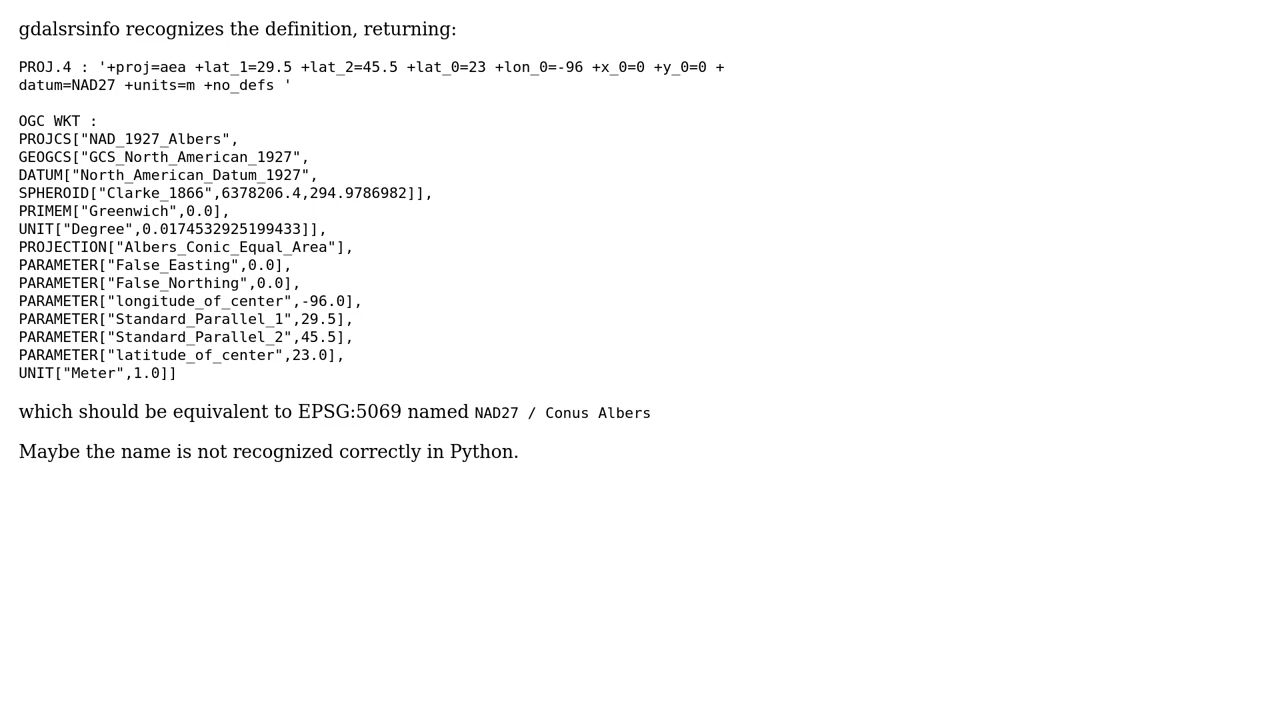 gdalsrsinfo recognizes the definition, returning:
PROJ.4 : '+proj=aea +lat_1=29.5 +lat_2=45.5 +lat_0=23 +lon_0=-96 +x_0=0 +y_0=0 +
datum=NAD27 +units=m +no_defs '
OGC WKT :
PROJCS["NAD_1927_Albers",
GEOGCS["GCS_North_American_1927",
DATUM["North_American_Datum_1927",
SPHEROID["Clarke_1866",6378206.4,294.9786982]],
PRIMEM["Greenwich",0.0],
UNIT["Degree",0.0174532925199433]],
PROJECTION["Albers_Conic_Equal_Area"],
PARAMETER["False_Easting",0.0],
PARAMETER["False_Northing",0.0],
PARAMETER["longitude_of_center",-96.0],
PARAMETER["Standard_Parallel_1",29.5],
PARAMETER["Standard_Parallel_2",45.5],
PARAMETER["latitude_of_center",23.0],
UNIT["Meter",1.0]]
which should be equivalent to EPSG:5069 named NAD27 / Conus Albers
Maybe the name is not recognized correctly in Python.